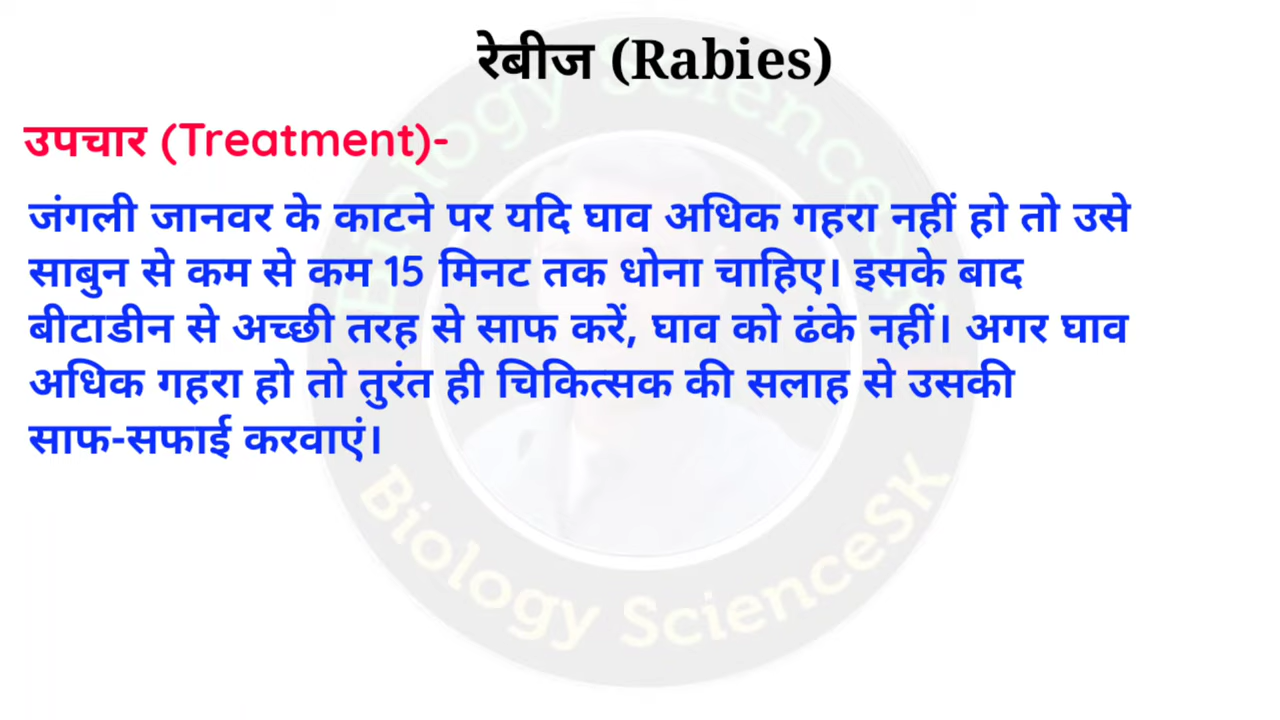 रेबीज (Rabies)
उपचार (Treatment)-
जंगली जानवर के काटने पर यदि घाव अधिक गहरा नहीं हो तो उसे
साबुन से कम से कम 15 मिनट तक धोना चाहिए। इसके बाद
बीटाडीन से अच्छी तरह से साफ करें, घाव को ढंके नहीं। अगर घाव
अधिक गहरा हो तो तुरंत ही चिकित्सक की सलाह से उसकी
साफ-सफाई करवाएं।
Biology ScienceSK
Biology ScienceSK